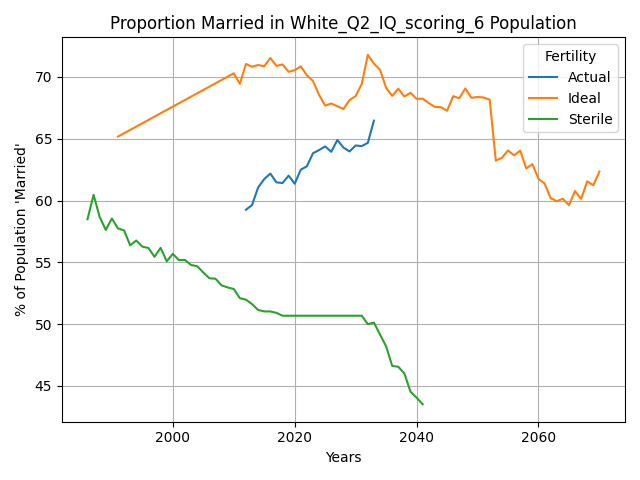 Proportion Married in White_Q2_IQ_scoring_6 Population
Fertility
Actual
Ideal
Sterile
% of Population 'Married'
70
65
60
55
50
45
2000
2020
2040
2060
Years